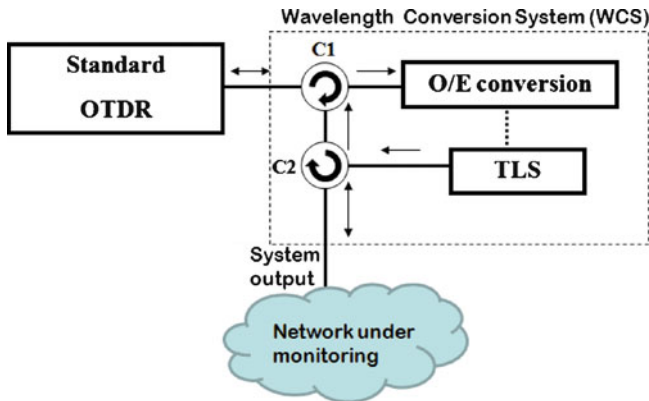 Wavelength Conversion System (WCS)
C1
Standard
OTDR
O/E conversion
C2
TLS
System
output
Network under
monitoring